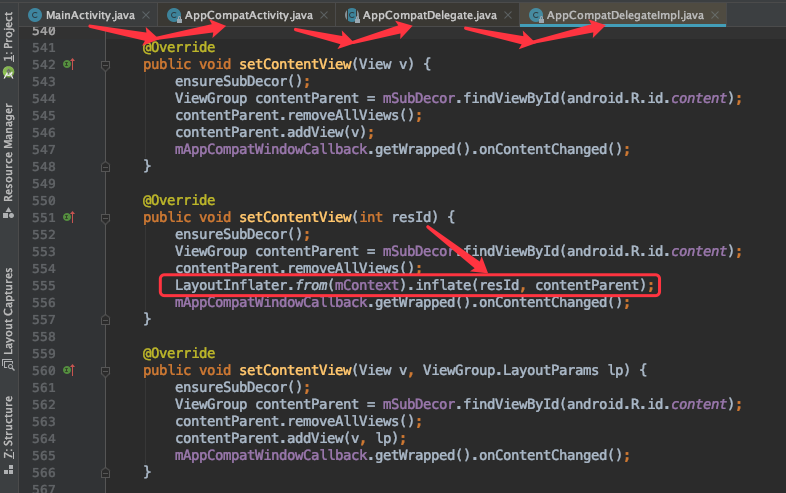 MainActivity.java × AppCompatActivity.java × AppCompatDelegate.java × AppCompatDelegateImpl.java ×
1: Project
Resource Manager
Layout Captures
Z: Structure
540
541 @Override
542 public void setContentView(View v) {
543 ensureSubDecor();
544 ViewGroup contentParent = mSubDecor.findViewById(android.R.id.content);
545 contentParent.removeAllViews();
546 contentParent.addView(v);
547 mAppCompatWindowCallback.getWrapped().onContentChanged();
548 }
549
550 @Override
551 public void setContentView(int resId) {
552 ensureSubDecor();
553 ViewGroup contentParent = mSubDecor.findViewById(android.R.id.content);
554 contentParent.removeAllViews();
555 LayoutInflater.from(mContext).inflate(resId, contentParent);
556 mAppCompatWindowCallback.getWrapped().onContentChanged();
557 }
558
559 @Override
560 public void setContentView(View v, ViewGroup.LayoutParams lp) {
561 ensureSubDecor();
562 ViewGroup contentParent = mSubDecor.findViewById(android.R.id.content);
563 contentParent.removeAllViews();
564 contentParent.addView(v, lp);
565 mAppCompatWindowCallback.getWrapped().onContentChanged();
566 }
567